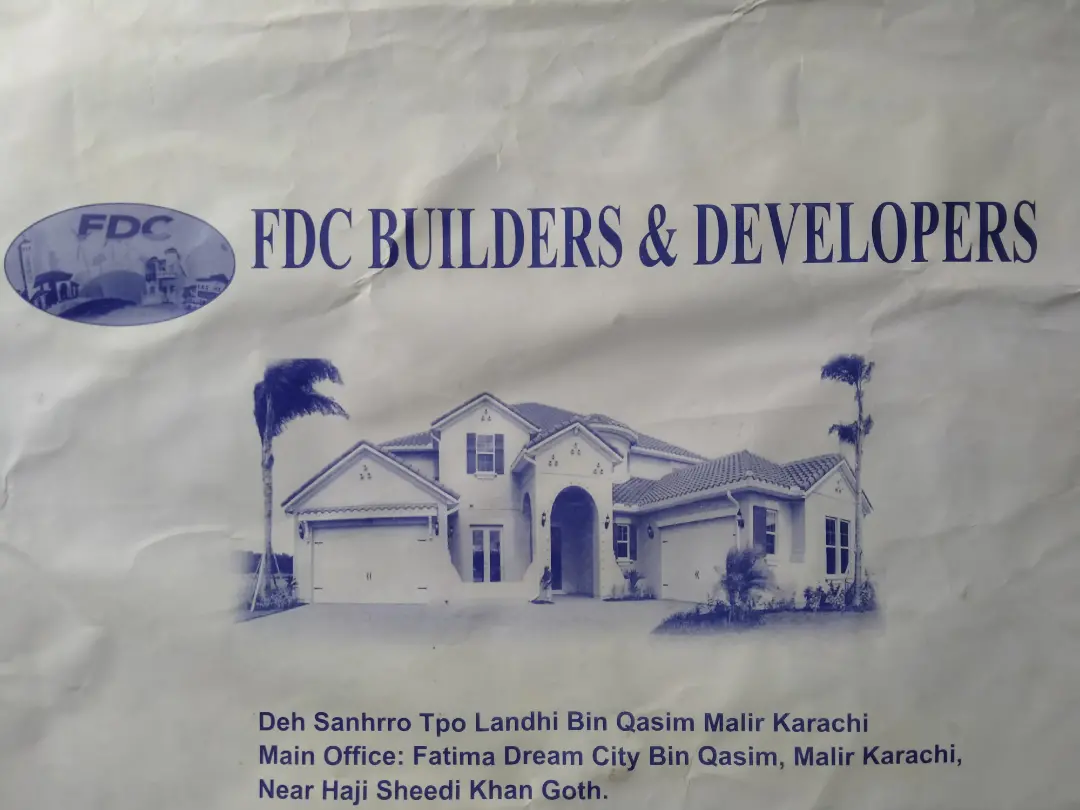 FDC
FDC BUILDERS & DEVELOPERS
Deh Sanhrro Tpo Landhi Bin Qasim Malir Karachi
Main Office: Fatima Dream City Bin Qasim, Malir Karachi,
Near Haji Sheedi Khan Goth.